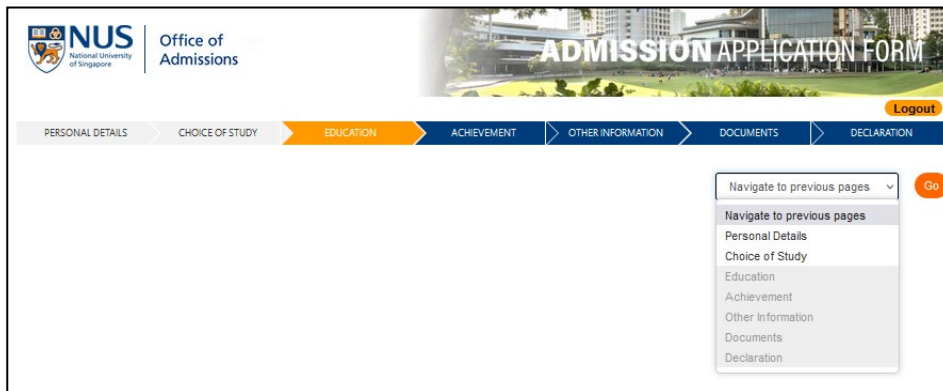 NUS
National University
of Singapore
Office of
Admissions
ADMISSION APPLICATION FORM
Logout
PERSONAL DETAILS
CHOICE OF STUDY
EDUCATION
ACHIEVEMENT
OTHER INFORMATION
DOCUMENTS
DECLARATION
Navigate to previous pages
Go
Navigate to previous pages
Personal Details
Choice of Study
Education
Achievement
Other Information
Documents
Declaration